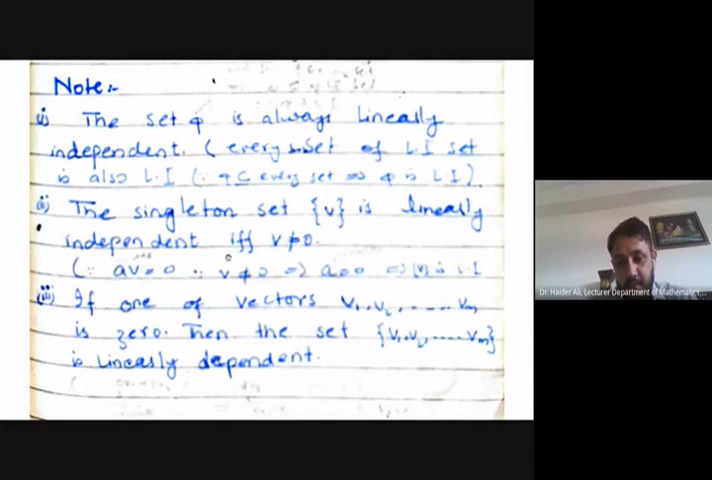 Note:-
(i) The set φ is always linearly
independent. (every subset of L.I set
is also L.I (∵ φ ⊆ every set ⇒ φ is L.I).
(ii) The singleton set {v} is linearly
independent iff v≠0.
(∵ av=0 ∵ v≠0 ⇒ a=0 ⇒ {v} is L.I
(iii) If one of vectors v₁, v₂, ..... vₘ
is zero. Then the set {v₁, v₂, ..... vₘ}
is linearly dependent.
Dr. Haider Ali, Lecturer Department of Mathematics,